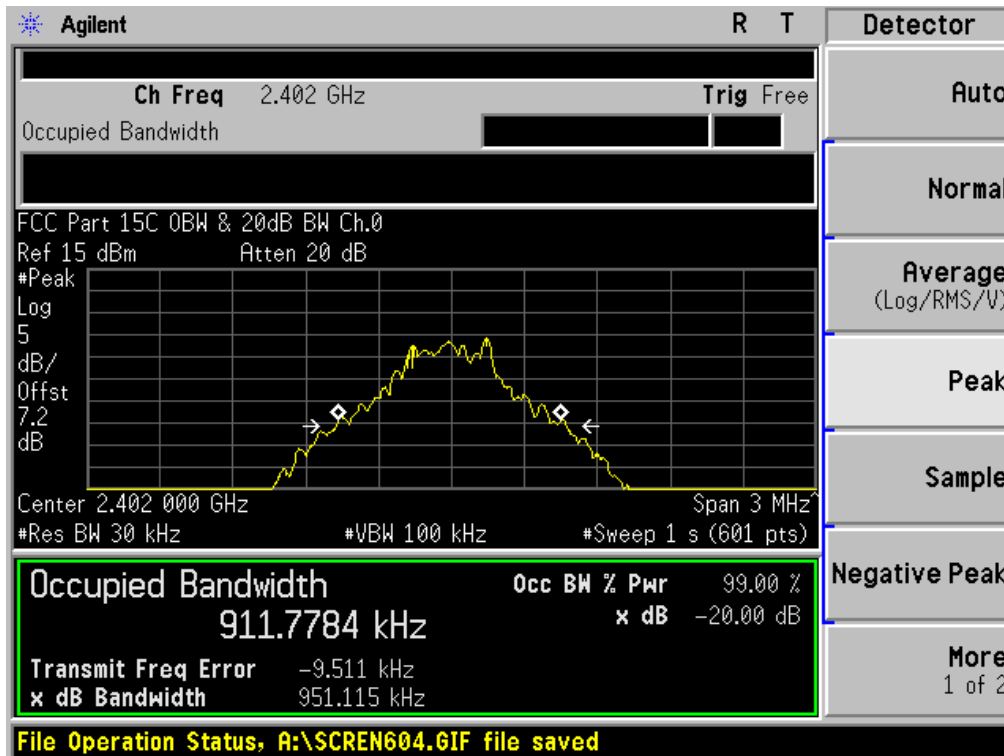 Agilent R T Detector
Ch Freq 2.402 GHz Trig Free
Occupied Bandwidth
FCC Part 15C OBW & 20dB BW Ch.0
Ref 15 dBm Atten 20 dB
#Peak
Log
5
dB/
Offst
7.2
dB
Center 2.402 000 GHz Span 3 MHz^
#Res BW 30 kHz #VBW 100 kHz #Sweep 1 s (601 pts)
Occupied Bandwidth Occ BW % Pwr 99.00 %
911.7784 kHz x dB -20.00 dB
Transmit Freq Error -9.511 kHz
x dB Bandwidth 951.115 kHz
File Operation Status, A:\SCREN604.GIF file saved
Auto
Normal
Average
(Log/RMS/V)
Peak
Sample
Negative Peak
More
1 of 2